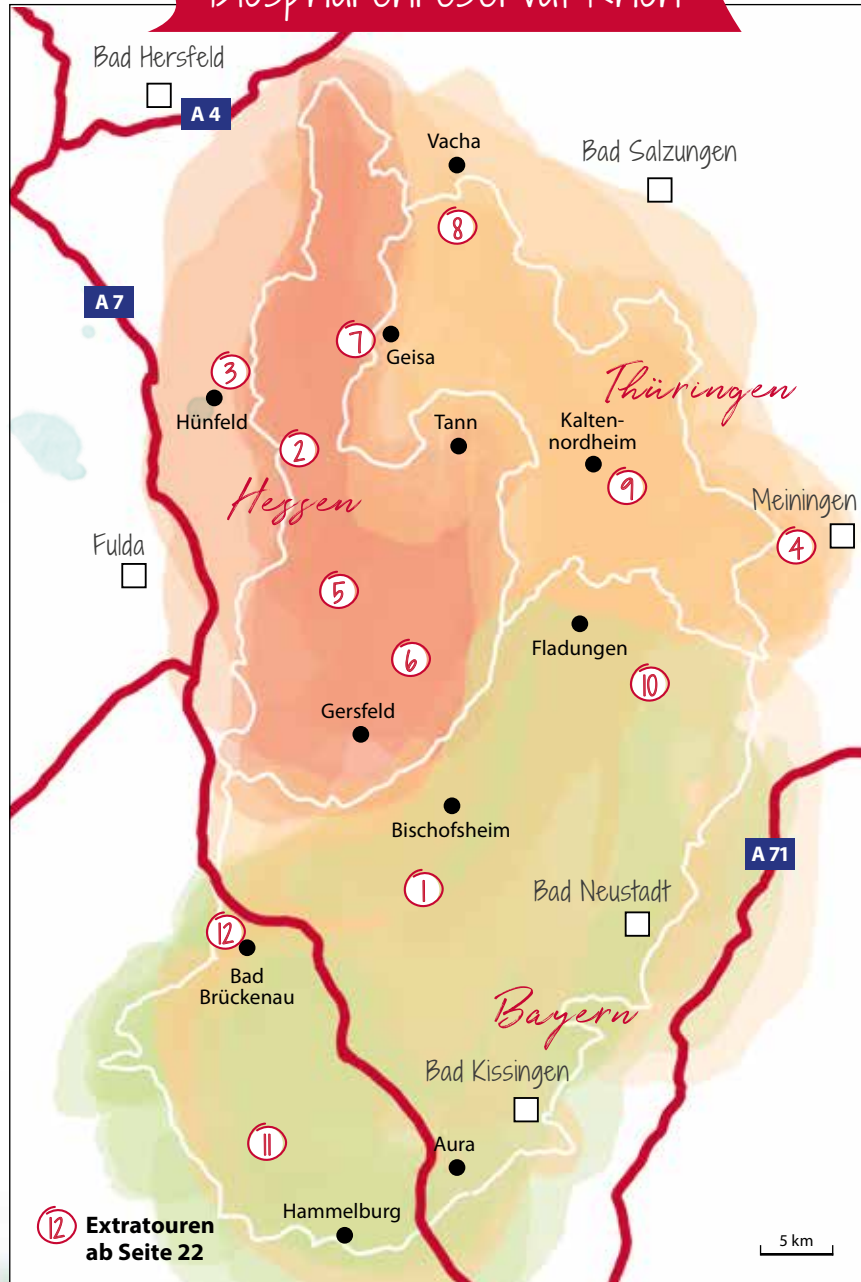 Biosphärenreservat Rhön
Bad Hersfeld
A 4
Vacha
Bad Salzungen
8
A 7
7
Geisa
3
Hünfeld
Thüringen
Tann
Kalten-
nordheim
2
9
Hessen
Meiningen
4
Fulda
5
Fladungen
6
10
Gersfeld
Bischofsheim
A 71
1
Bad Neustadt
12
Bad
Brückenau
Bayern
Bad Kissingen
11
Aura
Hammelburg
12 Extratouren
ab Seite 22
5 km